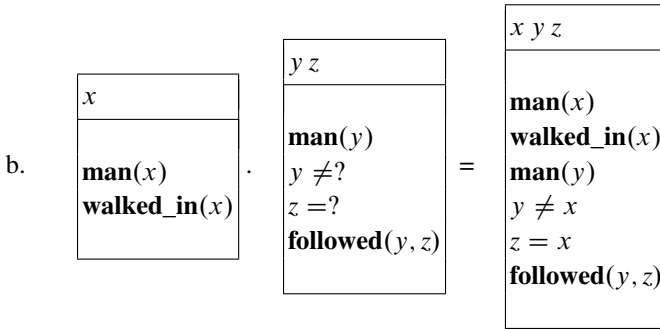 x y z
y z
x
man(x)
man(y)
walked_in(x)
b.
man(x)
.
y ≠?
=
man(y)
walked_in(x)
z =?
y ≠ x
followed(y, z)
z = x
followed(y, z)